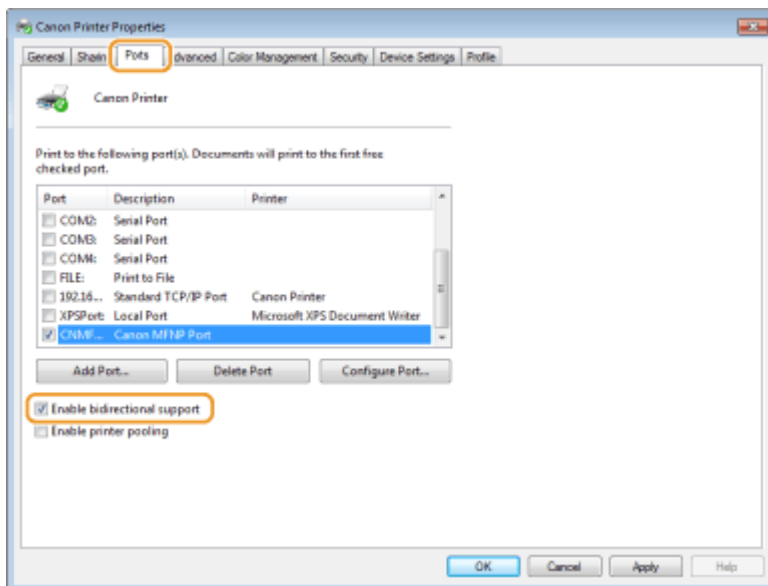 Canon Printer Properties
General Sharin Ports dvanced Color Management Security Device Settings Profile
Canon Printer
Print to the following port(s). Documents will print to the first free
checked port.
Port Description Printer
COM2: Serial Port
COM3: Serial Port
COM4: Serial Port
FILE: Print to File
192.16... Standard TCP/IP Port Canon Printer
XPSPort: Local Port Microsoft XPS Document Writer
CNMF... Canon MFNP Port
Add Port... Delete Port Configure Port...
Enable bidirectional support
Enable printer pooling
OK Cancel Apply Help